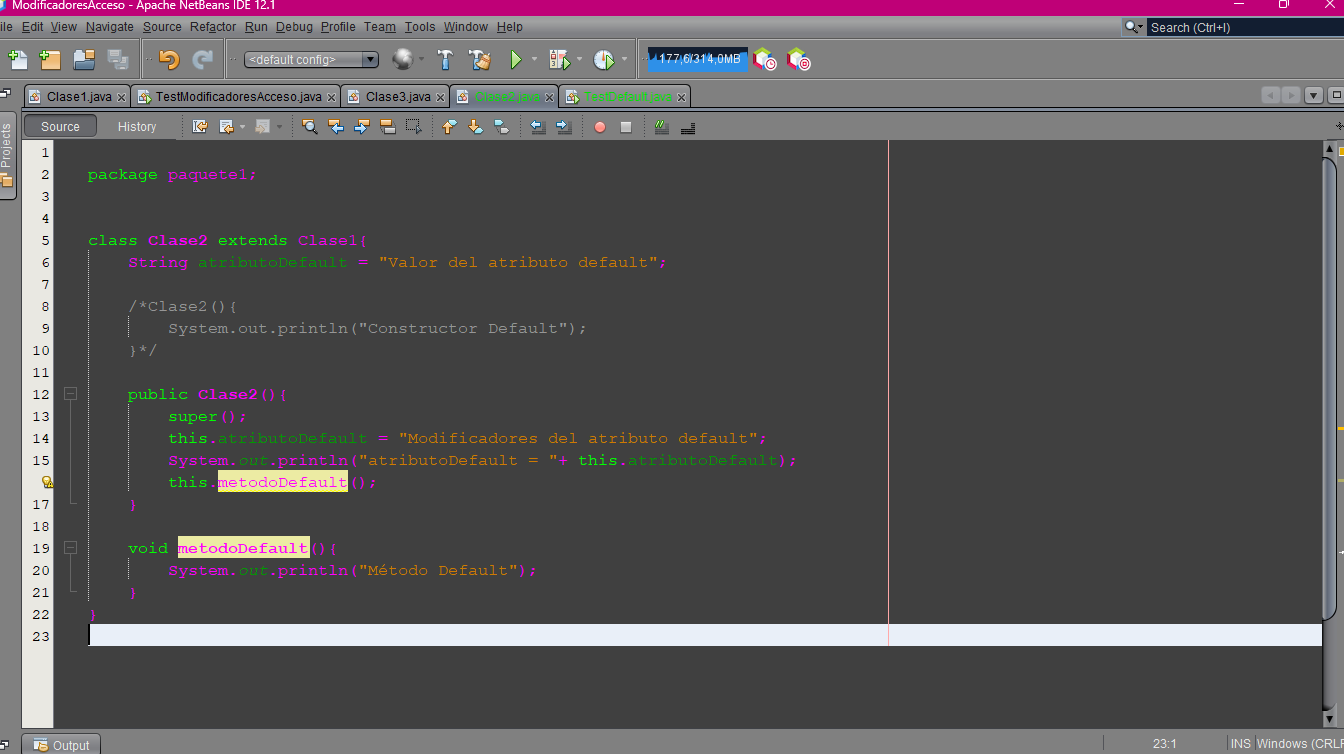 ModificadoresAcceso - Apache NetBeans IDE 12.1
ile Edit View Navigate Source Refactor Run Debug Profile Team Tools Window Help
Search (Ctrl+I)
<default config>
177,6/314,0MB
Clase1.java TestModificadoresAcceso.java Clase3.java Clase2.java TestDefault.java
Source History
Projects
1
2 package paquete1;
3
4
5 class Clase2 extends Clase1{
6 String atributoDefault = "Valor del atributo default";
7
8 /*Clase2(){
9 System.out.println("Constructor Default");
10 }*/
11
12 public Clase2(){
13 super();
14 this.atributoDefault = "Modificadores del atributo default";
15 System.out.println("atributoDefault = "+ this.atributoDefault);
this.metodoDefault();
17 }
18
19 void metodoDefault(){
20 System.out.println("Método Default");
21 }
22 }
23
Output
23:1
INS
Windows (CRLF